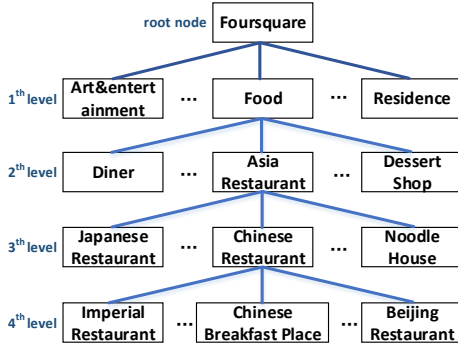 root node Foursquare
1th level Art&entert ainment ... Food ... Residence
2th level Diner ... Asia Restaurant ... Dessert Shop
3th level Japanese Restaurant ... Chinese Restaurant ... Noodle House
4th level Imperial Restaurant ... Chinese Breakfast Place ... Beijing Restaurant